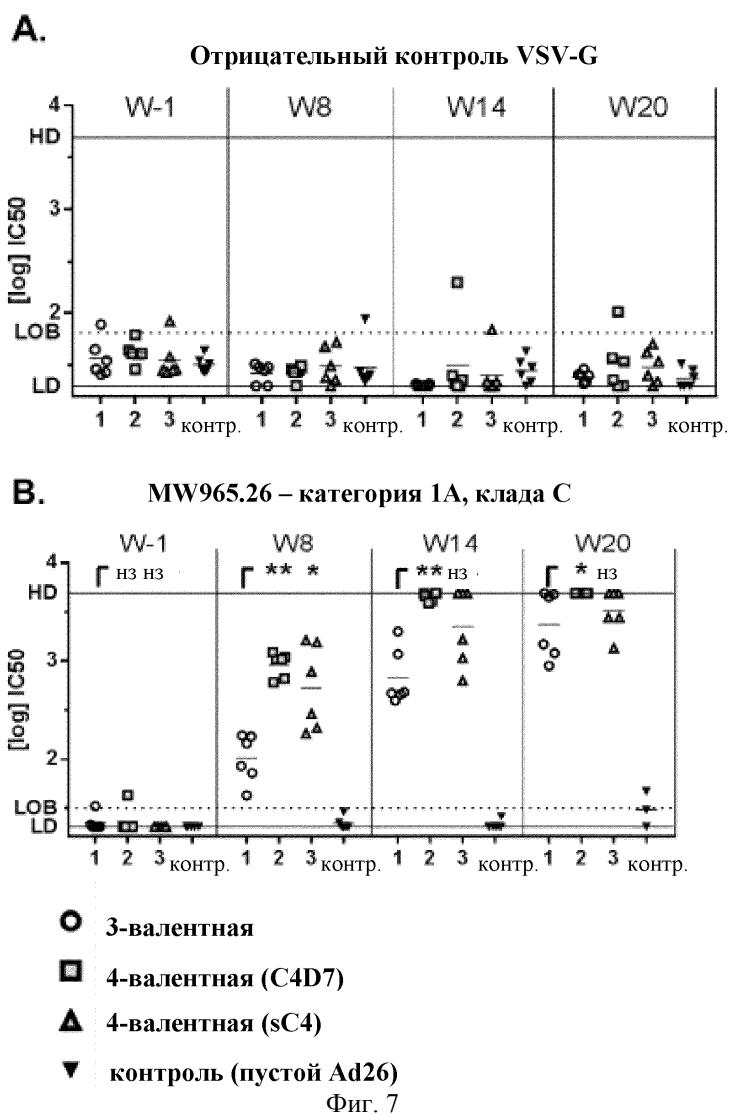 A.
Отрицательный контроль VSV-G
W-1 W8 W14 W20
4
HD
3
[log] IC50
2
LOB
LD
1 2 3 контр. 1 2 3 контр. 1 2 3 контр. 1 2 3 контр.
B.
MW965.26 – категория 1A, клада C
W-1 W8 W14 W20
4
нз нз ** * ** нз * нз
HD
3
[log] IC50
2
LOB
LD
1 2 3 контр. 1 2 3 контр. 1 2 3 контр. 1 2 3 контр.
3-валентная
4-валентная (C4D7)
4-валентная (sC4)
контроль (пустой Ad26)
Фиг. 7